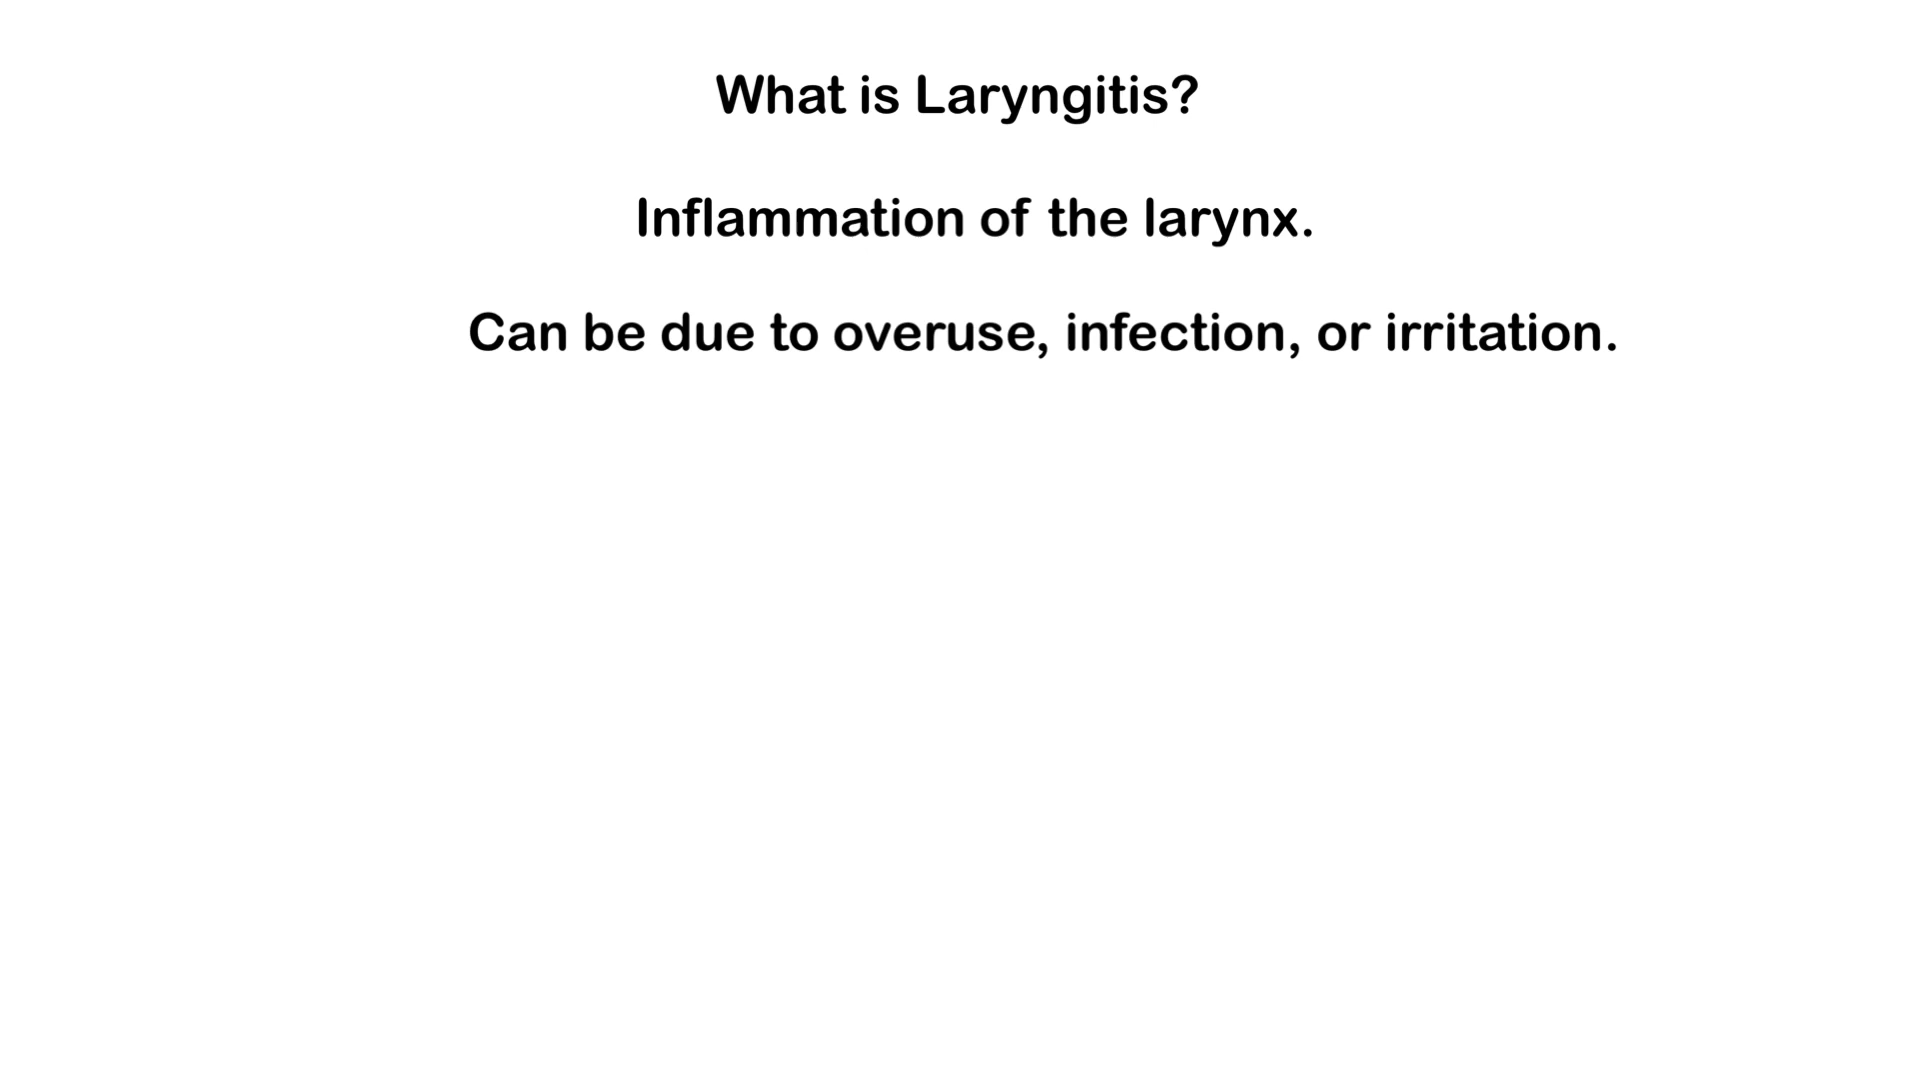 What is Laryngitis?
Inflammation of the larynx.
Can be due to overuse, infection, or irritation.